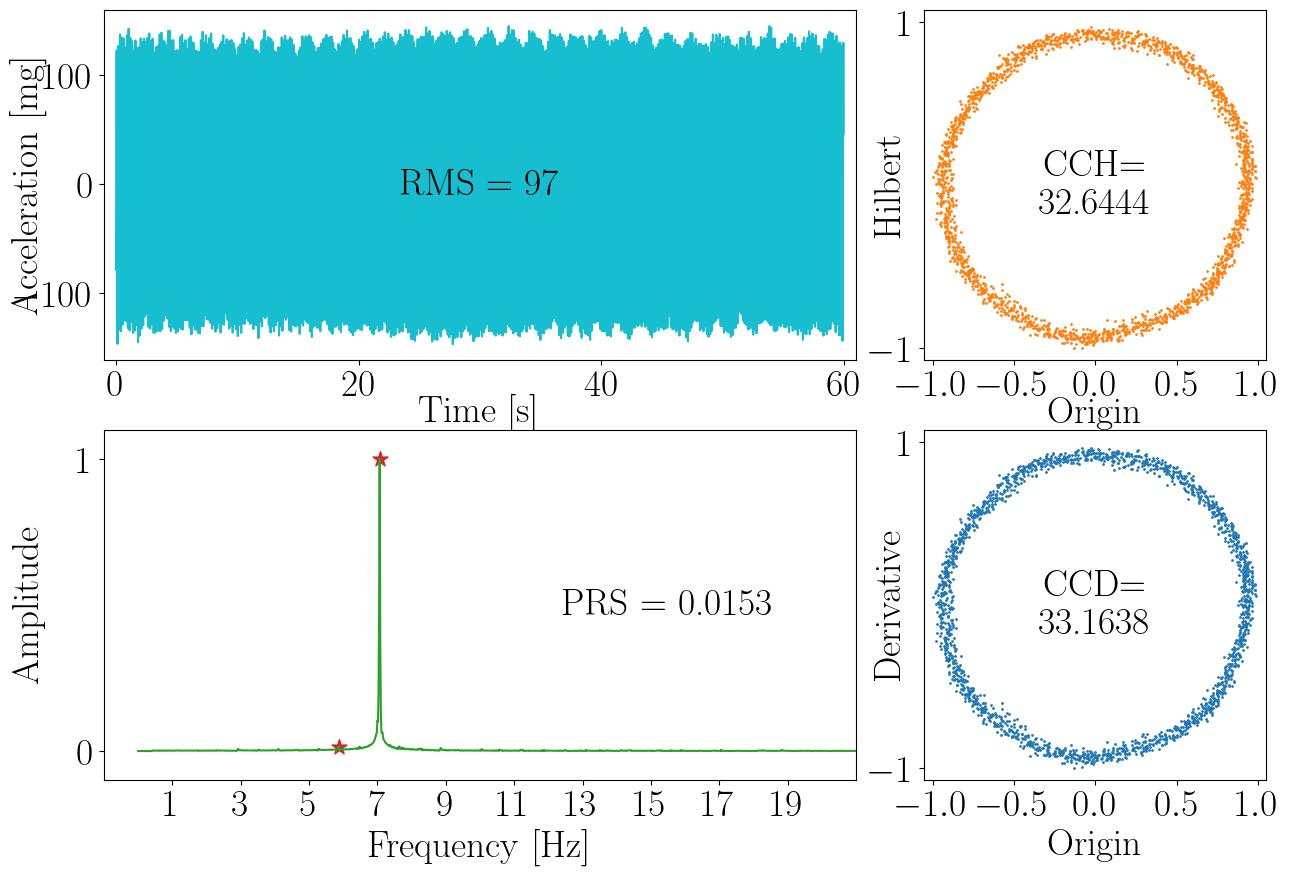 Acceleration [mg]
100
0
100
RMS = 97
0 20 40 60
Time [s]
Hilbert
1
−1
CCH=
32.6444
−1.0 −0.5 0.0 0.5 1.0
Origin
Amplitude
1
0
PRS = 0.0153
1 3 5 7 9 11 13 15 17 19
Frequency [Hz]
Derivative
1
−1
CCD=
33.1638
−1.0 −0.5 0.0 0.5 1.0
Origin